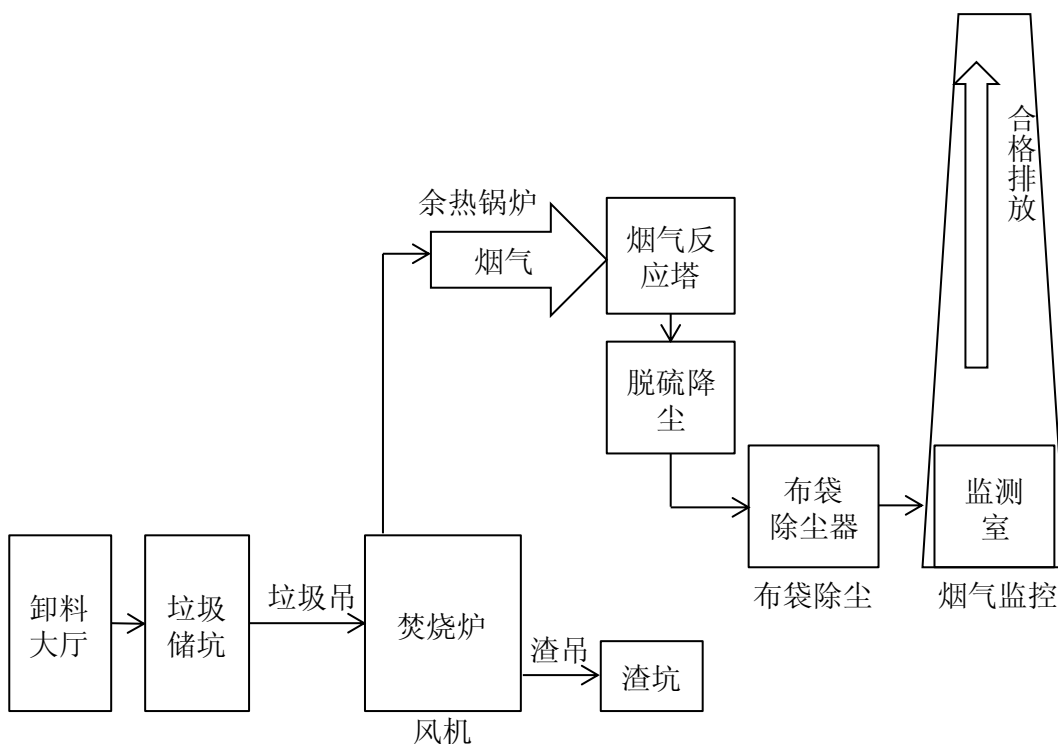 合
格
排
放
余热锅炉
烟气
烟气反
应塔
脱硫降
尘
布袋
除尘器
监测
室
布袋除尘
烟气监控
卸料
大厅
垃圾
储坑
垃圾吊
焚烧炉
渣吊
渣坑
风机